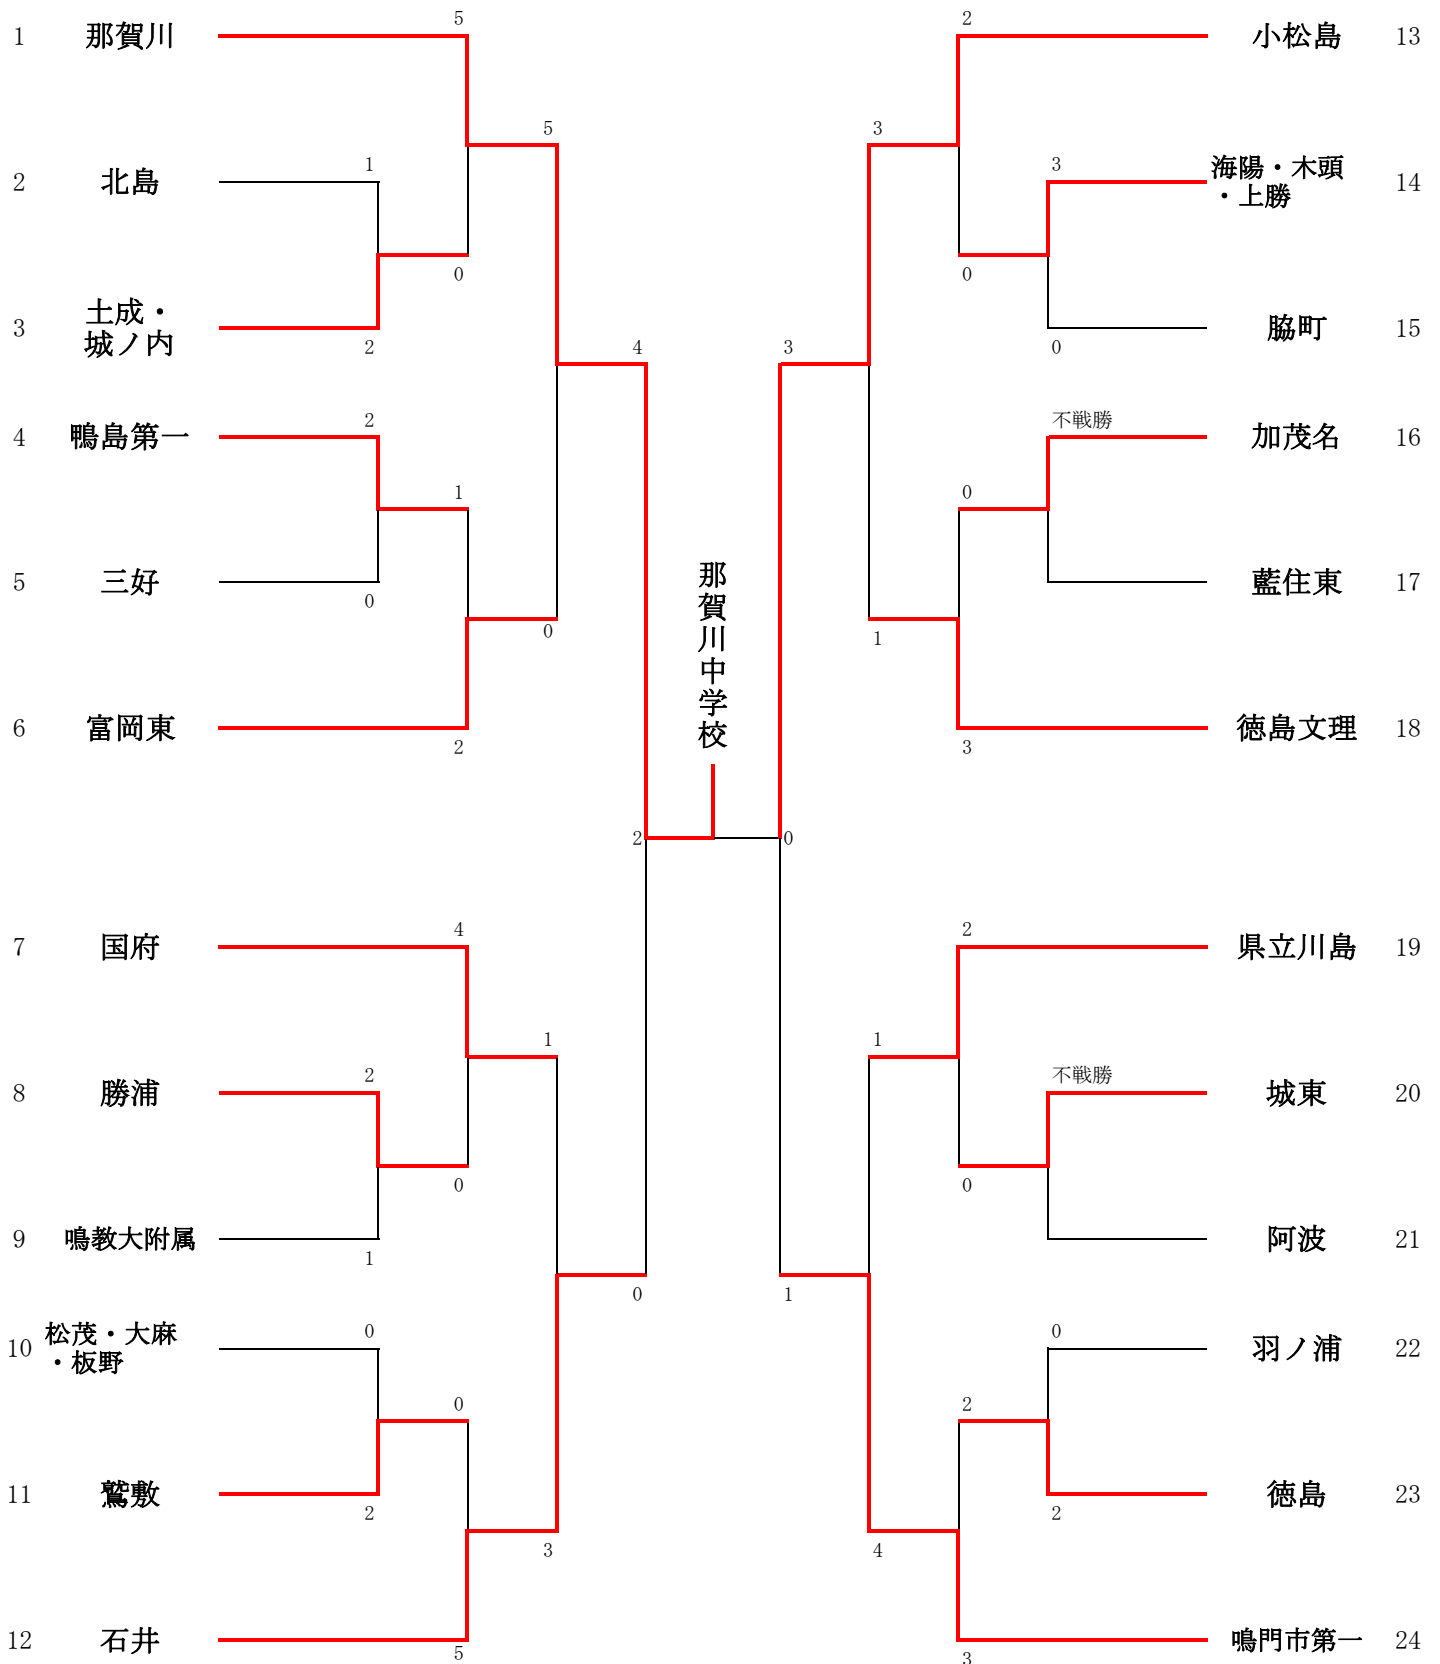 5
1 那賀川
5
1
2 北島
0
土成・
3
城ノ内
2
4
2
4 鴨島第一
1
5 三好
0
0
6 富岡東
2
那賀川中学校
2
4
7 国府
1
2
8 勝浦
0
9 鳴教大附属
1
0
0
松茂・大麻
10
・板野
0
11 鷲敷
2
3
12 石井
5
2
小松島 13
3
3
海陽・木頭
14
・上勝
0
脇町 15
0
3
不戦勝
加茂名 16
0
藍住東 17
1
徳島文理 18
3
0
2
県立川島 19
1
不戦勝
城東 20
0
阿波 21
1
0
羽ノ浦 22
2
徳島 23
2
4
鳴門市第一 24
3